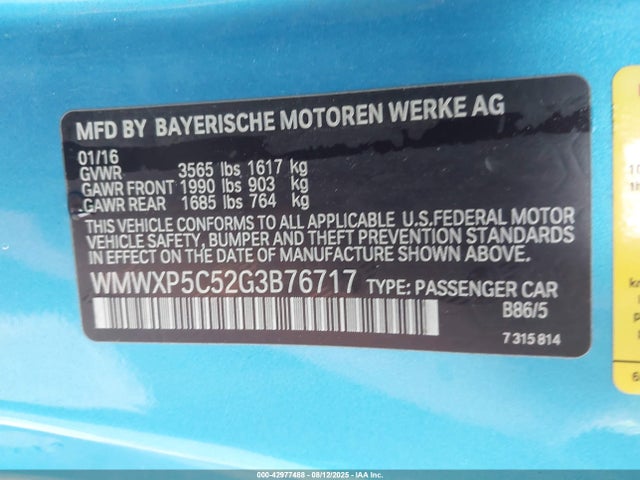 MFD BY BAYERISCHE MOTOREN WERKE AG
01/16
GVWR 3565 lbs 1617 kg
GAWR FRONT 1990 lbs 903 kg
GAWR REAR 1685 lbs 764 kg
THIS VEHICLE CONFORMS TO ALL APPLICABLE U.S.FEDERAL MOTOR
VEHICLE SAFETY, BUMPER AND THEFT PREVENTION STANDARDS
IN EFFECT ON THE DATE OF MANUFACTURE SHOWN ABOVE.
WMWXP5C52G3B76717 TYPE: PASSENGER CAR
B86/5
7 315 814
000-42977488 - 08/12/2025 - IAA Inc.